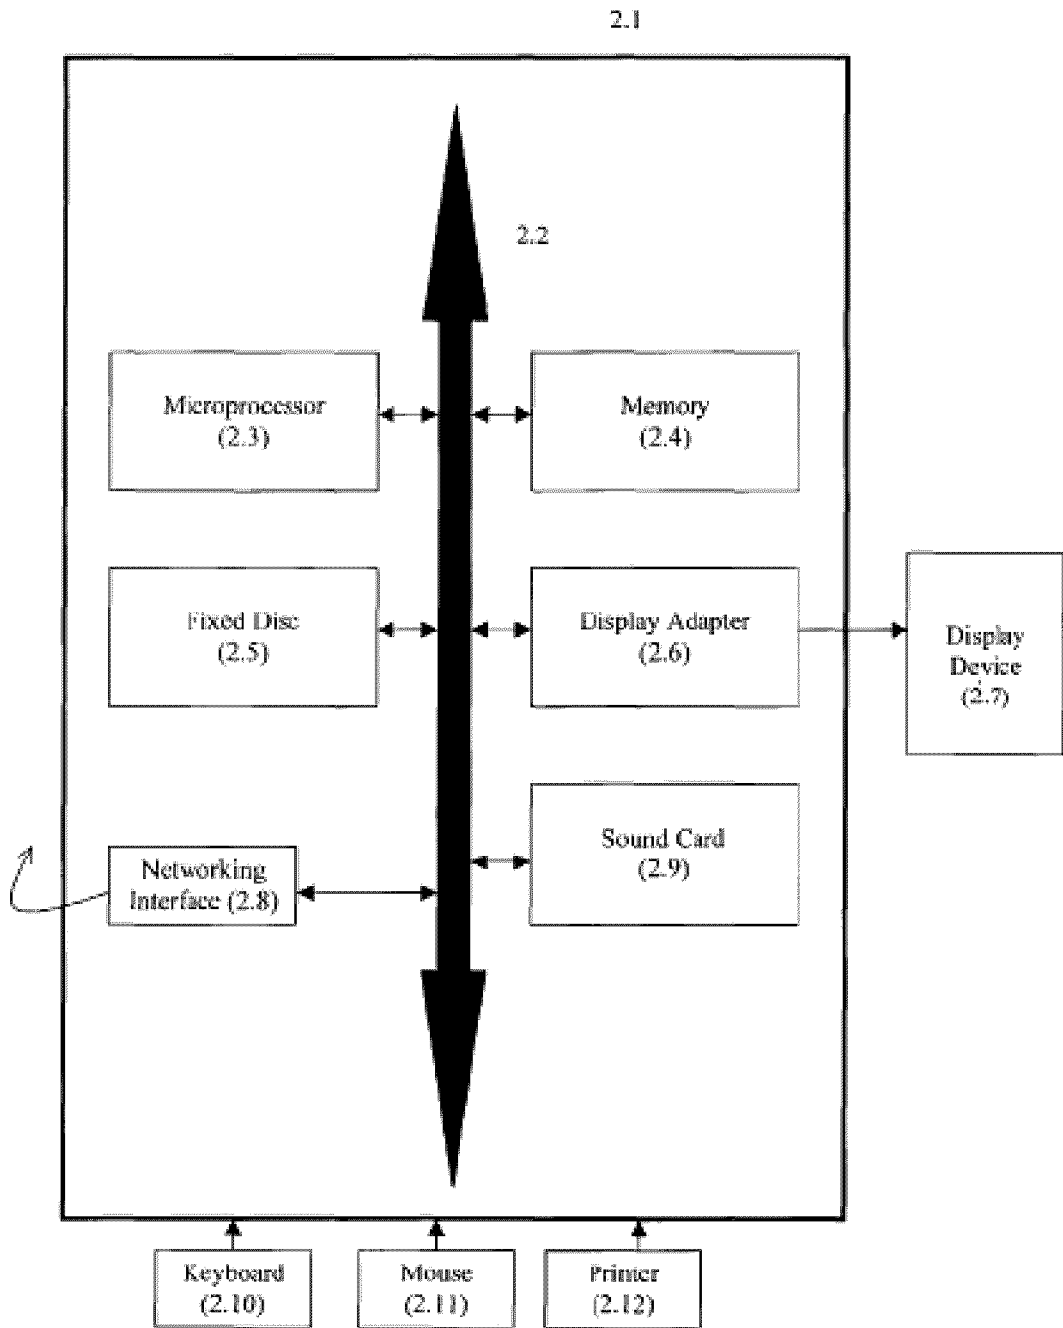 2.1
2.2
Microprocessor
(2.3)
Memory
(2.4)
Fixed Disc
(2.5)
Display Adapter
(2.6)
Display
Device
(2.7)
Networking
Interface (2.8)
Sound Card
(2.9)
Keyboard
(2.10)
Mouse
(2.11)
Printer
(2.12)